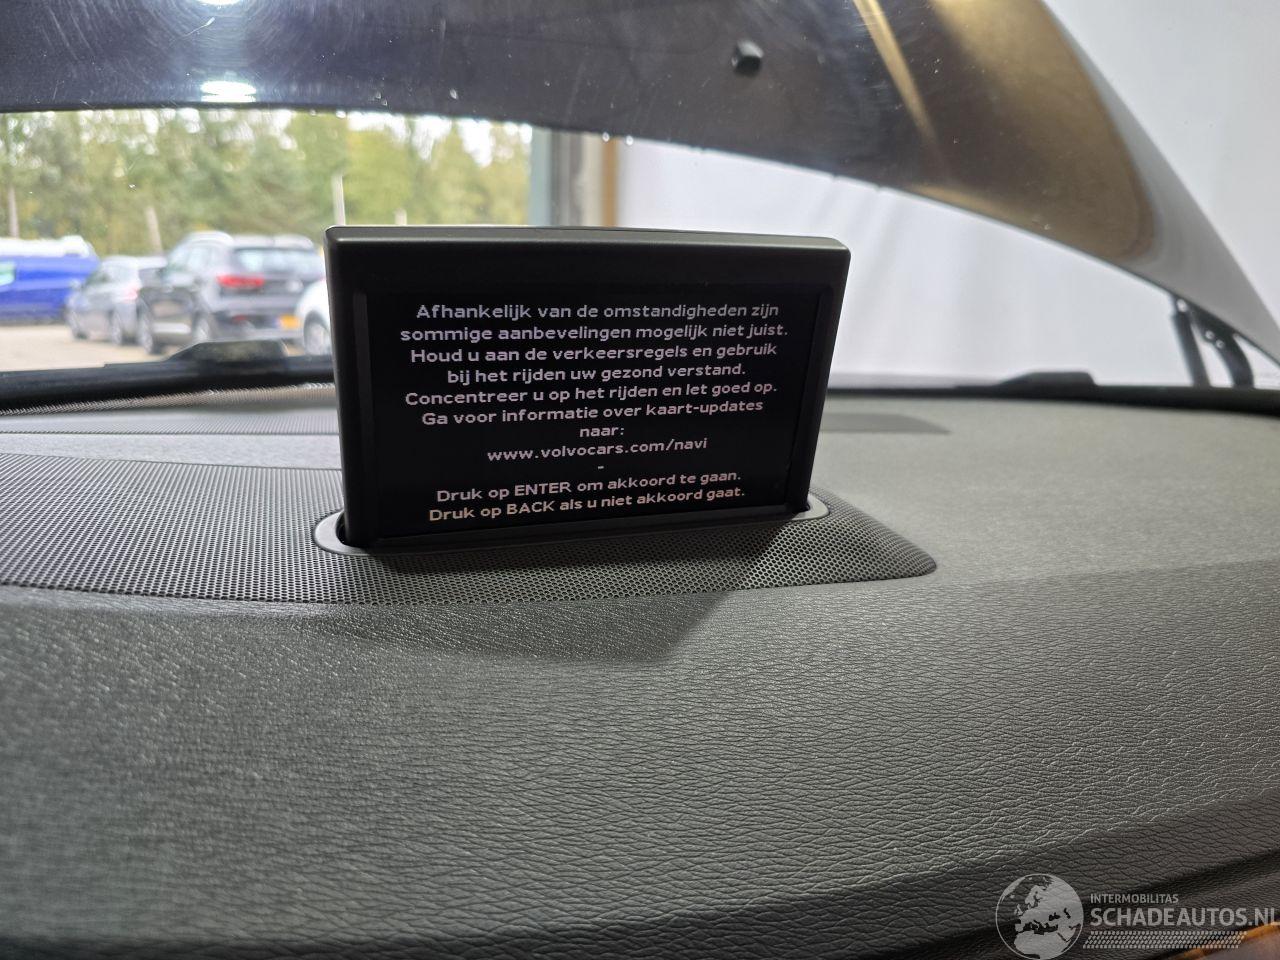 Afhankelijk van de omstandigheden zijn
sommige aanbevelingen mogelijk niet juist.
Houd u aan de verkeersregels en gebruik
bij het rijden uw gezond verstand.
Concentreer u op het rijden en let goed op.
Ga voor informatie over kaart-updates
naar:
www.volvocars.com/navi
-
Druk op ENTER om akkoord te gaan.
Druk op BACK als u niet akkoord gaat.
INTERMOBILITAS
SCHADEAUTOS.NL